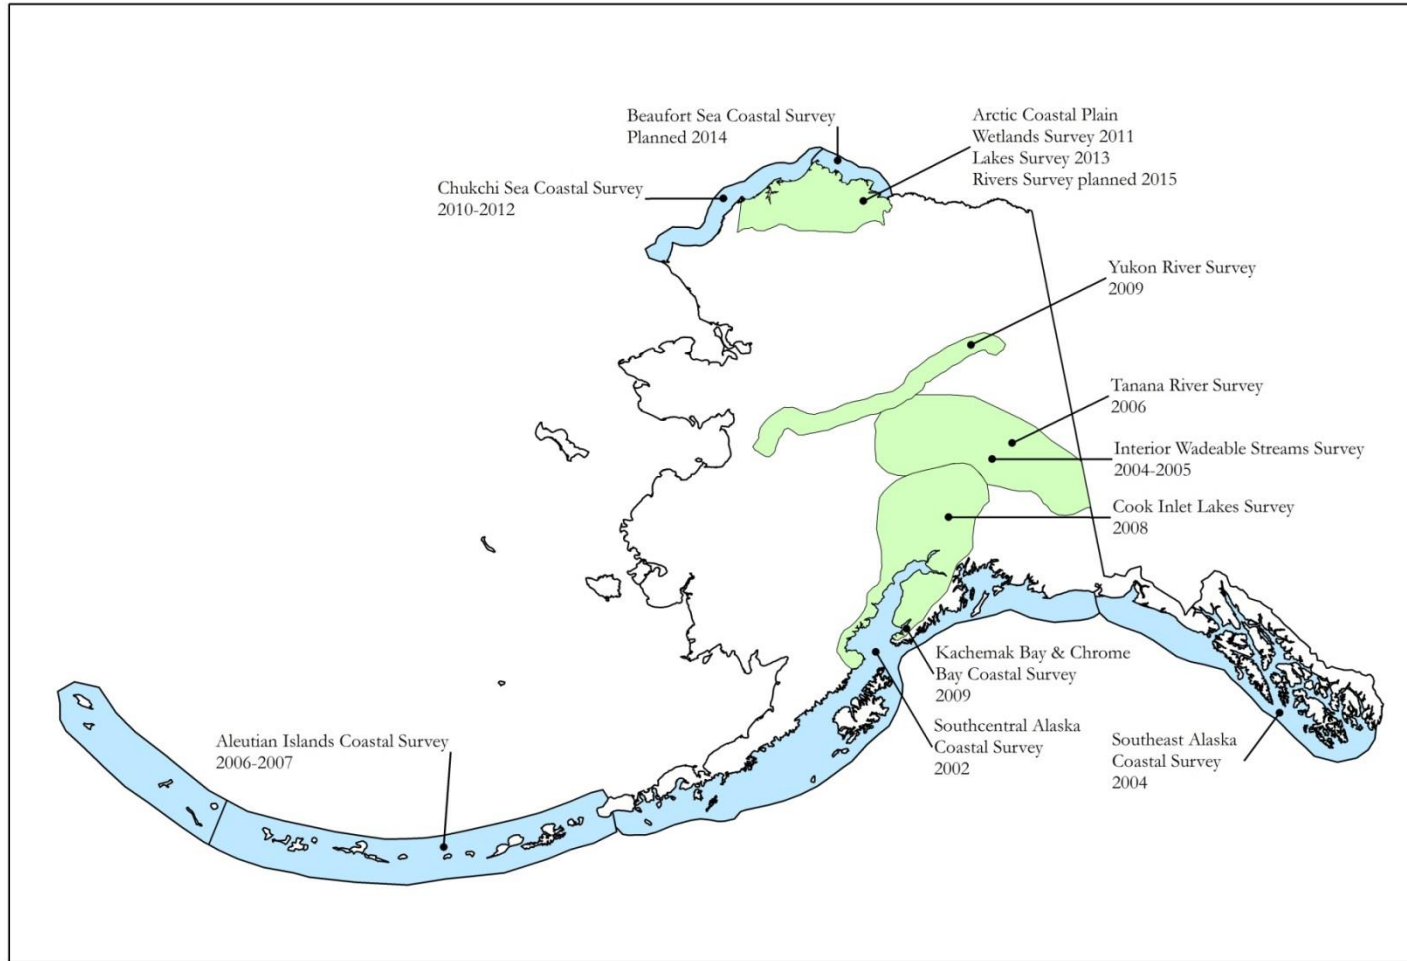 Beaufort Sea Coastal Survey
Planned 2014
Arctic Coastal Plain
Wetlands Survey 2011
Lakes Survey 2013
Rivers Survey planned 2015
Chukchi Sea Coastal Survey
2010-2012
Yukon River Survey
2009
Tanana River Survey
2006
Interior Wadeable Streams Survey
2004-2005
Cook Inlet Lakes Survey
2008
Kachemak Bay & Chrome
Bay Coastal Survey
2009
Southcentral Alaska
Coastal Survey
2002
Southeast Alaska
Coastal Survey
2004
Aleutian Islands Coastal Survey
2006-2007